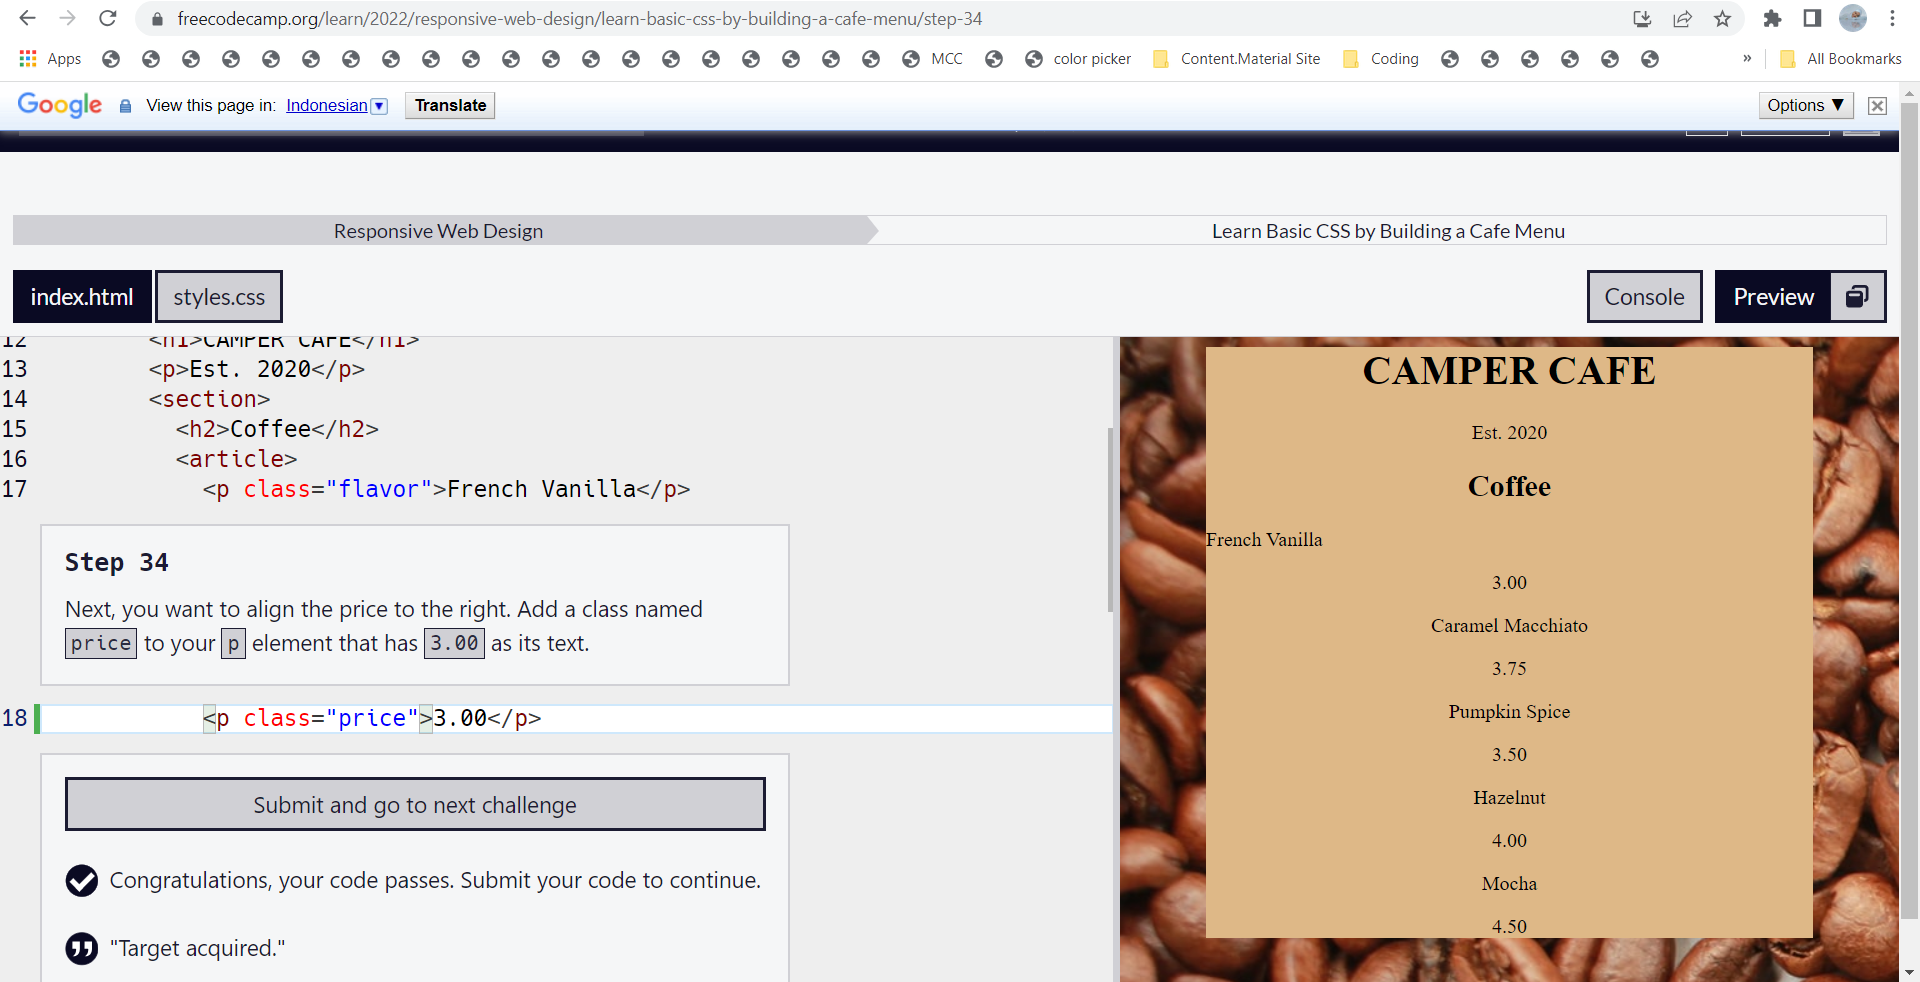 freecodecamp.org/learn/2022/responsive-web-design/learn-basic-css-by-building-a-cafe-menu/step-34
Apps MCC color picker Content.Material Site Coding » All Bookmarks
Google View this page in: Indonesian Translate Options ▼
Responsive Web Design Learn Basic CSS by Building a Cafe Menu
index.html styles.css Console Preview
12 <h1>CAMPER CAFE</h1>
13 <p>Est. 2020</p>
14 <section>
15 <h2>Coffee</h2>
16 <article>
17 <p class="flavor">French Vanilla</p>
Step 34
Next, you want to align the price to the right. Add a class named
price to your p element that has 3.00 as its text.
18 <p class="price">3.00</p>
Submit and go to next challenge
Congratulations, your code passes. Submit your code to continue.
"Target acquired."
CAMPER CAFE
Est. 2020
Coffee
French Vanilla
3.00
Caramel Macchiato
3.75
Pumpkin Spice
3.50
Hazelnut
4.00
Mocha
4.50